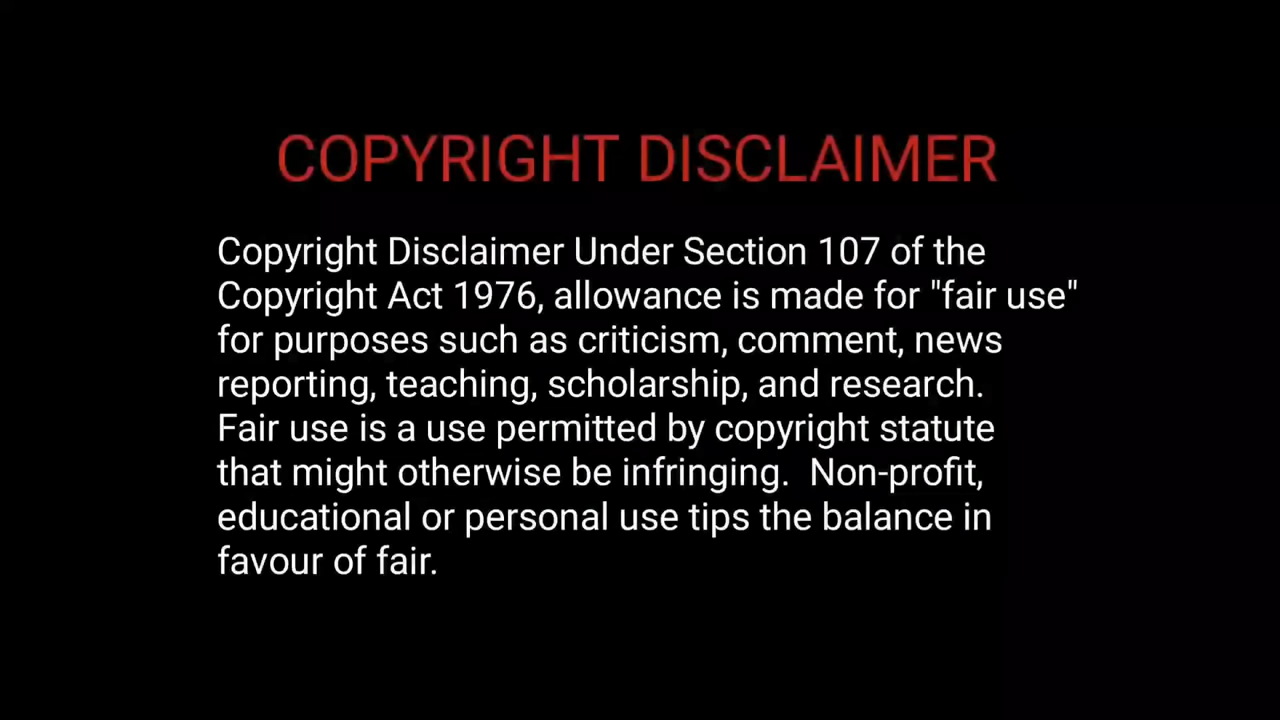 COPYRIGHT DISCLAIMER
Copyright Disclaimer Under Section 107 of the
Copyright Act 1976, allowance is made for "fair use"
for purposes such as criticism, comment, news
reporting, teaching, scholarship, and research.
Fair use is a use permitted by copyright statute
that might otherwise be infringing.  Non-profit,
educational or personal use tips the balance in
favour of fair.